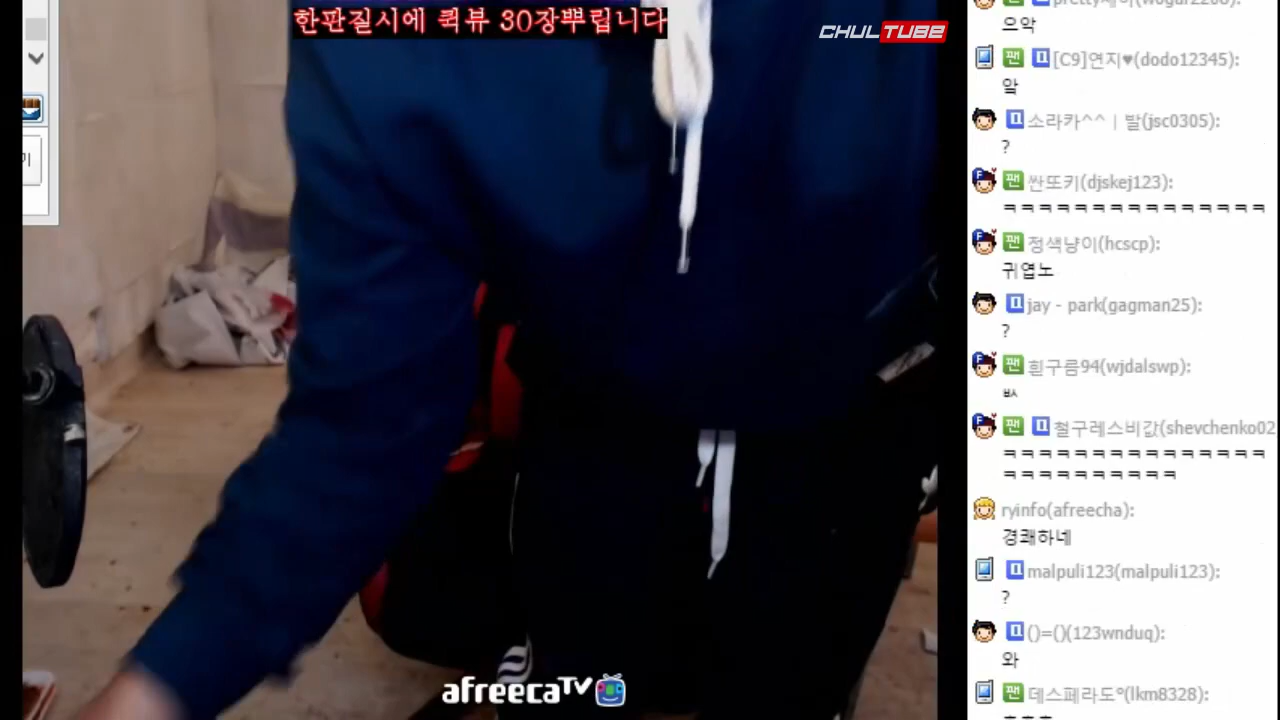 한판질시에 퀵뷰 30장뿌립니다
CHULTUBE
으악
팬 [C9]연지♥(dodo12345):
앜
소라카^^ㅣ발(jsc0305):
?
팬 싼또키(djskej123):
ㅋㅋㅋㅋㅋㅋㅋㅋㅋㅋㅋㅋㅋㅋㅋ
팬 정색냥이(hcscp):
귀엽노
jay - park(gagman25):
?
팬 흰구름94(wjdalswp):
ㅄ
팬 철구레스비값(shevchenko02
ㅋㅋㅋㅋㅋㅋㅋㅋㅋㅋㅋㅋㅋㅋㅋ
ㅋㅋㅋㅋㅋㅋㅋㅋㅋㅋ
ryinfo(afreecha):
경쾌하네
malpuli123(malpuli123):
?
()=()(123wnduq):
와
팬 데스페라도°(lkm8328):
afreecaTV